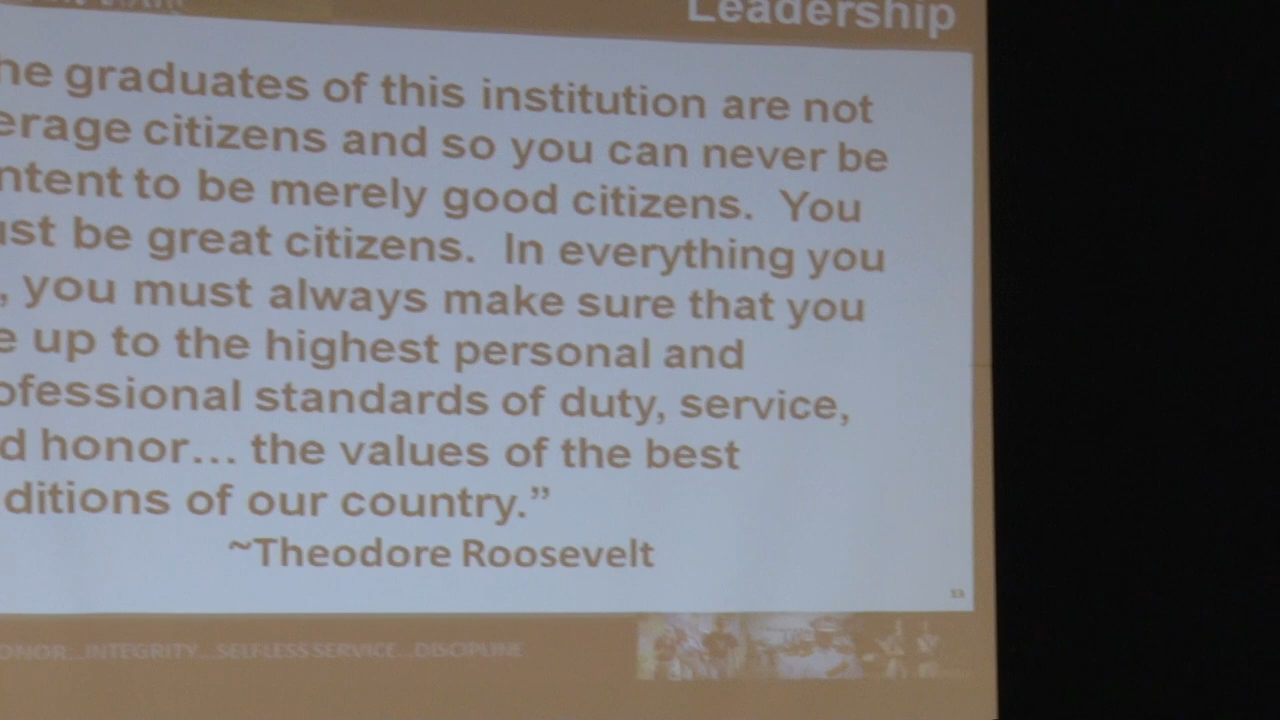 Leadership
he graduates of this institution are not
erage citizens and so you can never be
ntent to be merely good citizens.  You
ust be great citizens.  In everything you
, you must always make sure that you
e up to the highest personal and
ofessional standards of duty, service,
d honor... the values of the best
ditions of our country.”
~Theodore Roosevelt
53
ONOR...INTEGRITY...SELFLESS SERVICE...DISCIPLINE